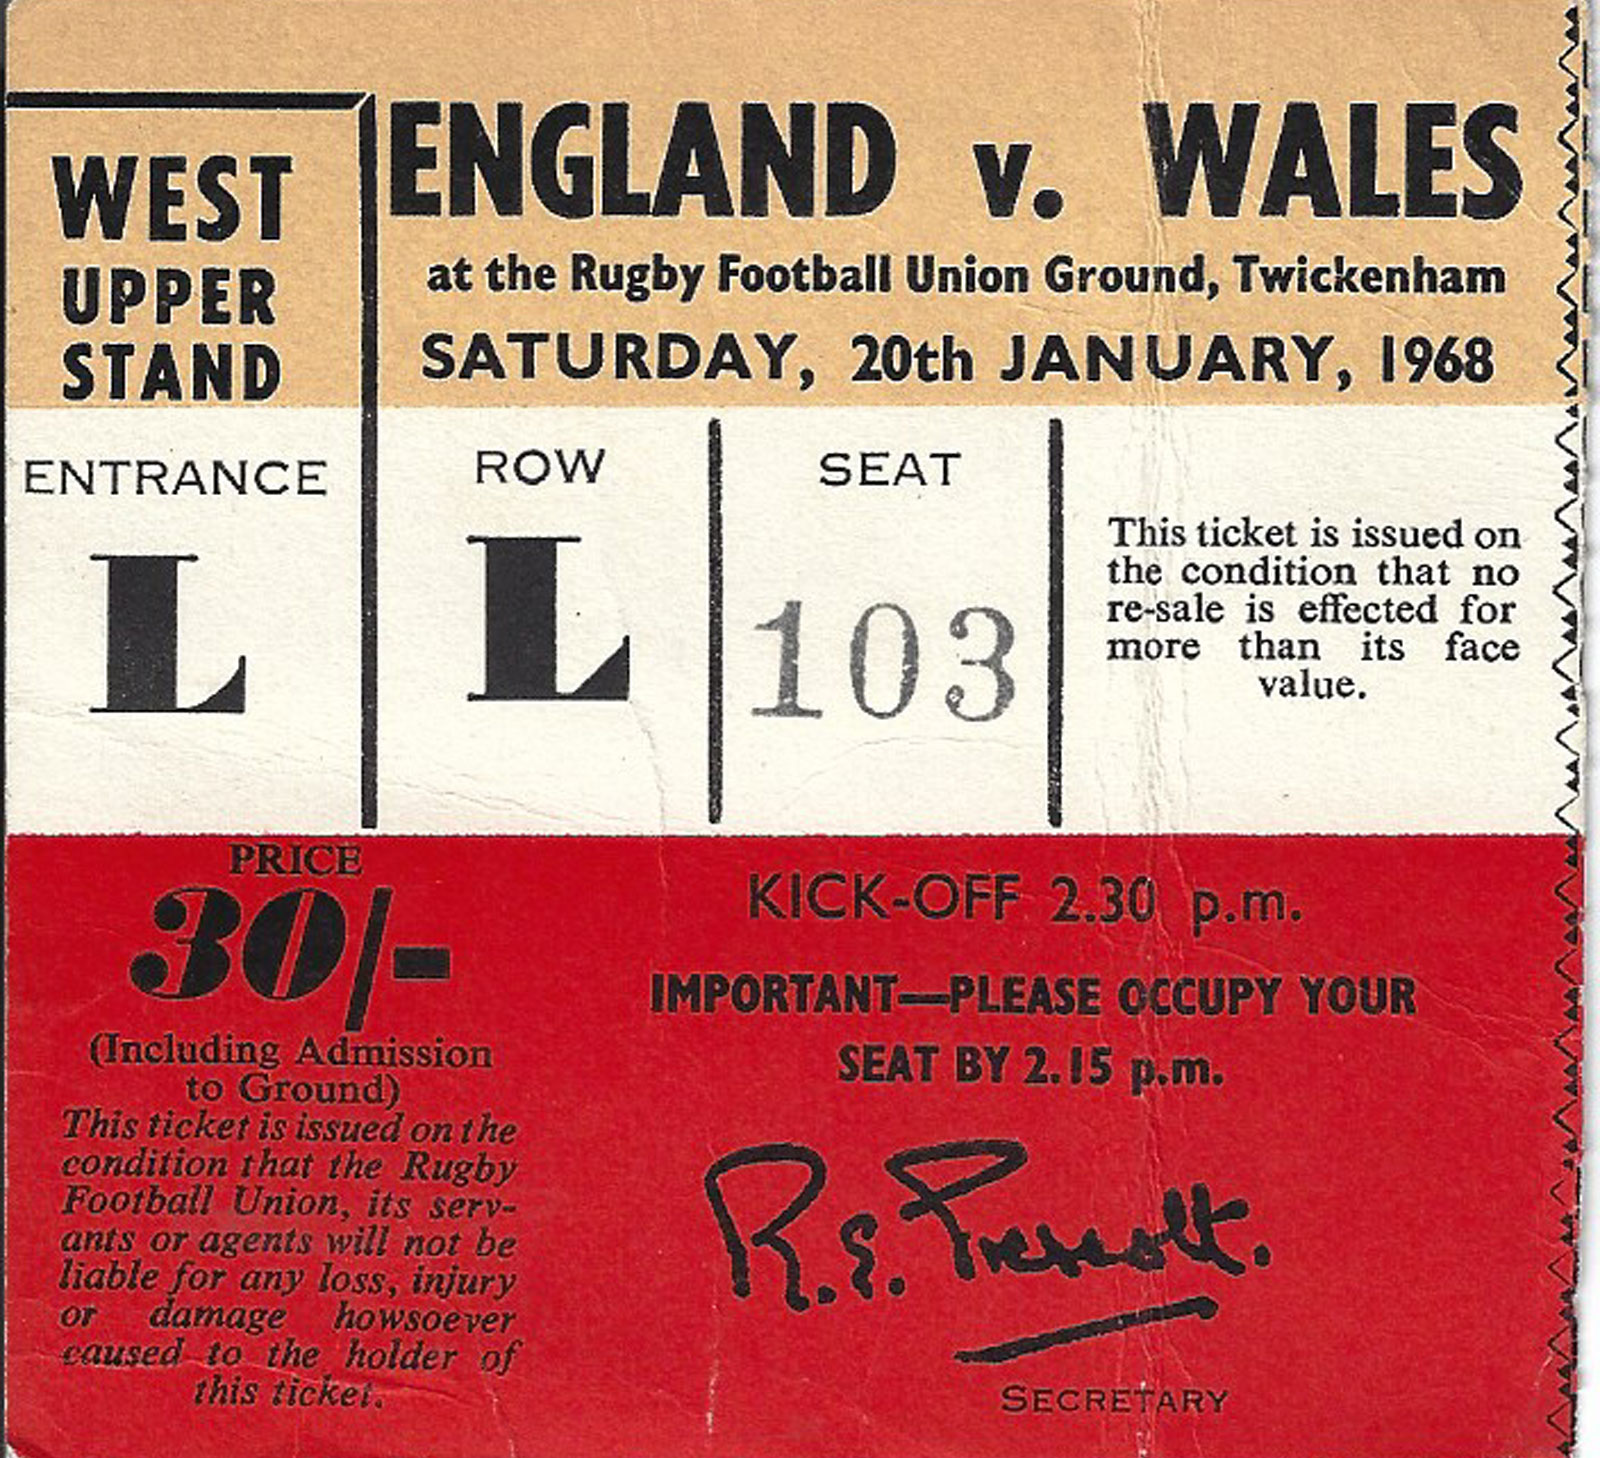 WEST
UPPER
STAND
ENGLAND v. WALES
at the Rugby Football Union Ground, Twickenham
SATURDAY, 20th JANUARY, 1968
ENTRANCE
L
ROW
L
SEAT
103
This ticket is issued on
the condition that no
re-sale is effected for
more than its face
value.
PRICE
30/-
(Including Admission
to Ground)
This ticket is issued on the
condition that the Rugby
Football Union, its serv-
ants or agents will not be
liable for any loss, injury
or damage howsoever
caused to the holder of
this ticket.
KICK-OFF 2.30 p.m.
IMPORTANT—PLEASE OCCUPY YOUR
SEAT BY 2.15 p.m.
R.E. Prescott.
SECRETARY